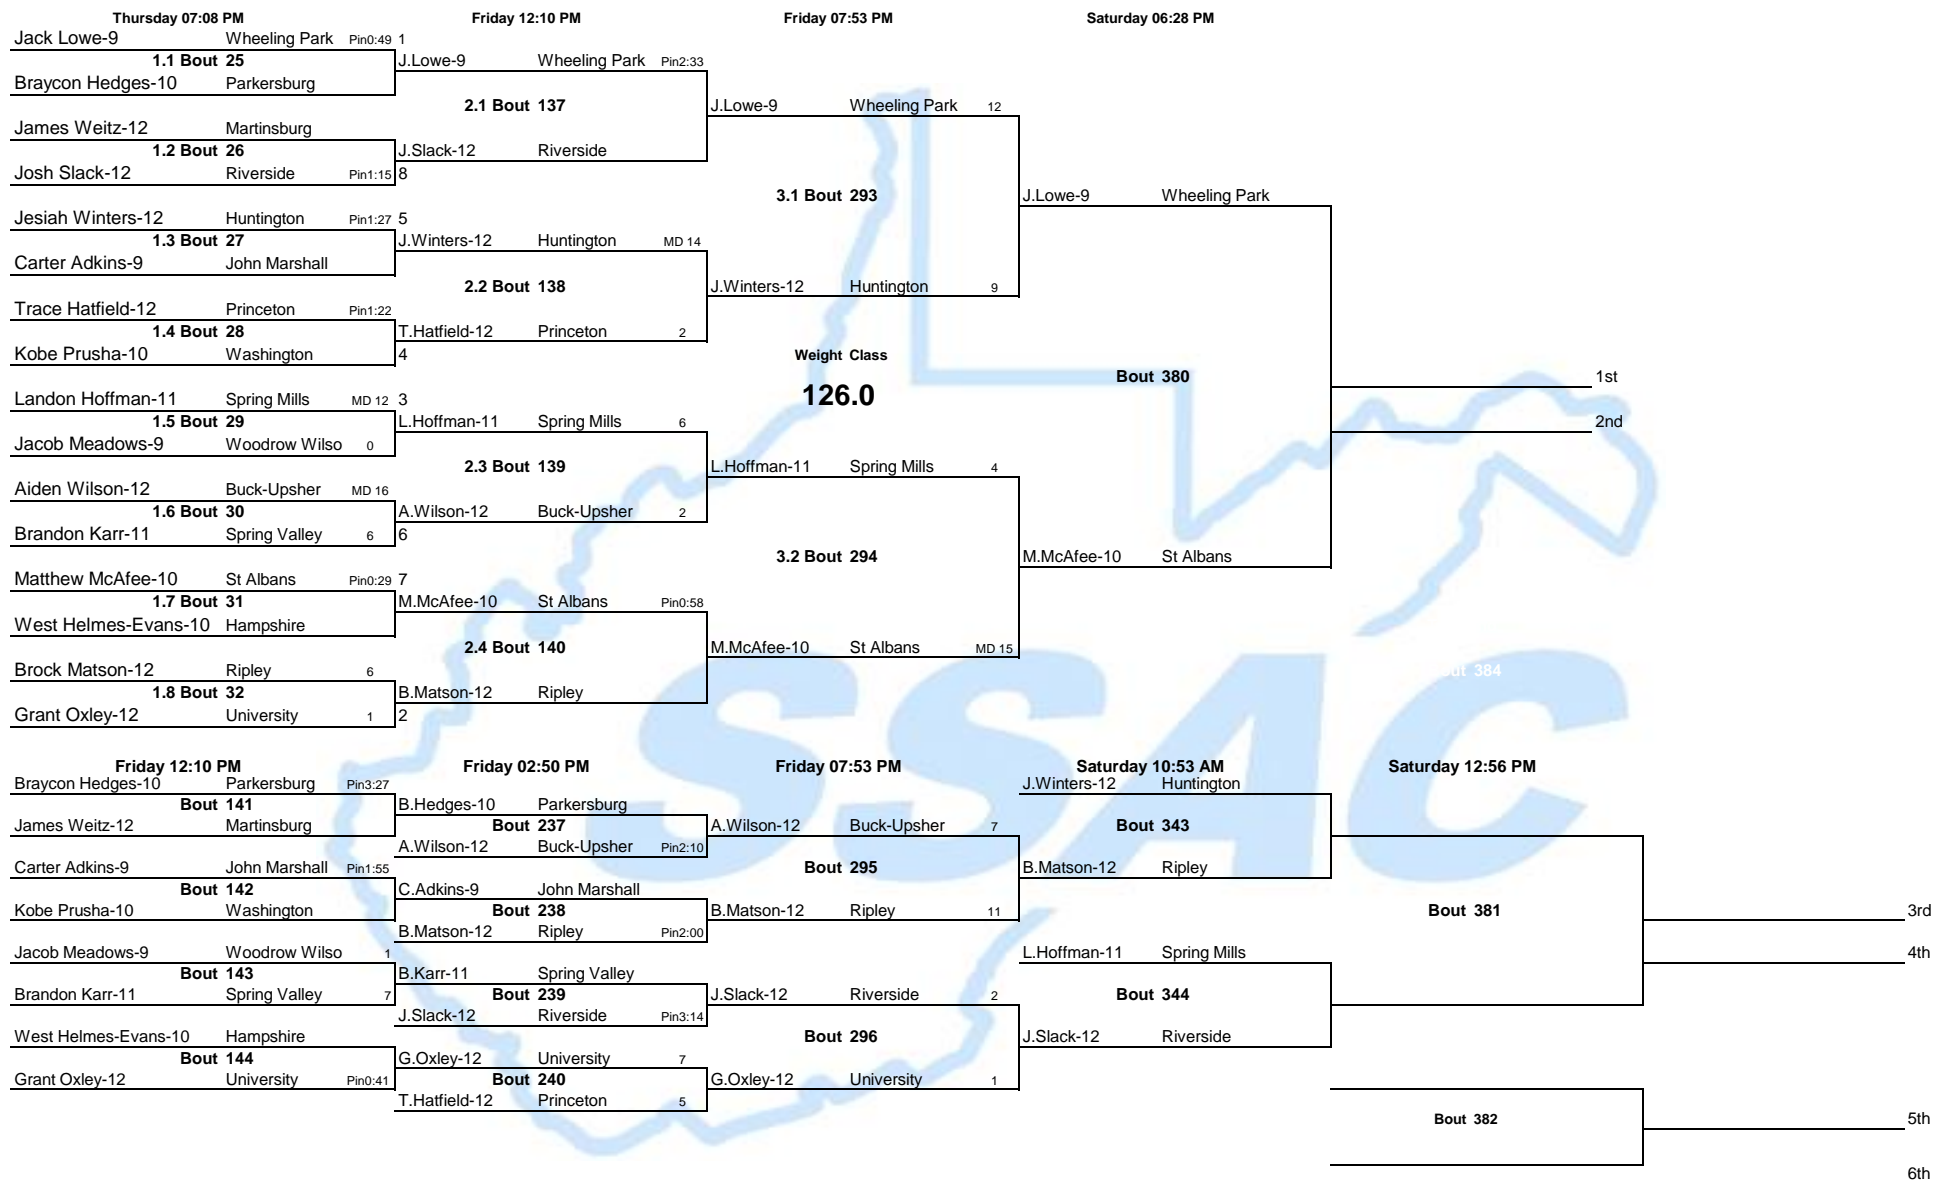 Thursday 07:08 PM Friday 12:10 PM Friday 07:53 PM Saturday 06:28 PM
Jack Lowe-9 Wheeling Park Pin0:49 1
1.1 Bout 25 J.Lowe-9 Wheeling Park Pin2:33
Braycon Hedges-10 Parkersburg
2.1 Bout 137 J.Lowe-9 Wheeling Park 12
James Weitz-12 Martinsburg
1.2 Bout 26 J.Slack-12 Riverside
Josh Slack-12 Riverside Pin1:15 8
3.1 Bout 293 J.Lowe-9 Wheeling Park
Jesiah Winters-12 Huntington Pin1:27 5
1.3 Bout 27 J.Winters-12 Huntington MD 14
Carter Adkins-9 John Marshall
2.2 Bout 138 J.Winters-12 Huntington 9
Trace Hatfield-12 Princeton Pin1:22
1.4 Bout 28 T.Hatfield-12 Princeton 2
Kobe Prusha-10 Washington 4 Weight Class
Bout 380 1st
Landon Hoffman-11 Spring Mills MD 12 3 126.0
1.5 Bout 29 L.Hoffman-11 Spring Mills 6 2nd
Jacob Meadows-9 Woodrow Wilso 0
2.3 Bout 139 L.Hoffman-11 Spring Mills 4
Aiden Wilson-12 Buck-Upsher MD 16
1.6 Bout 30 A.Wilson-12 Buck-Upsher 2
Brandon Karr-11 Spring Valley 6 6
3.2 Bout 294 M.McAfee-10 St Albans
Matthew McAfee-10 St Albans Pin0:29 7
1.7 Bout 31 M.McAfee-10 St Albans Pin0:58
West Helmes-Evans-10 Hampshire
2.4 Bout 140 M.McAfee-10 St Albans MD 15
Brock Matson-12 Ripley 6 384
1.8 Bout 32 B.Matson-12 Ripley
Grant Oxley-12 University 1 2
SSAC
Friday 12:10 PM Friday 02:50 PM Friday 07:53 PM Saturday 10:53 AM Saturday 12:56 PM
Braycon Hedges-10 Parkersburg Pin3:27 J.Winters-12 Huntington
Bout 141 B.Hedges-10 Parkersburg
James Weitz-12 Martinsburg Bout 237 A.Wilson-12 Buck-Upsher 7 Bout 343
A.Wilson-12 Buck-Upsher Pin2:10
Carter Adkins-9 John Marshall Pin1:55 Bout 295 B.Matson-12 Ripley
Bout 142 C.Adkins-9 John Marshall
Kobe Prusha-10 Washington Bout 238 B.Matson-12 Ripley 11 Bout 381 3rd
B.Matson-12 Ripley Pin2:00
Jacob Meadows-9 Woodrow Wilso 1 L.Hoffman-11 Spring Mills 4th
Bout 143 B.Karr-11 Spring Valley
Brandon Karr-11 Spring Valley 7 Bout 239 J.Slack-12 Riverside 2 Bout 344
J.Slack-12 Riverside Pin3:14
West Helmes-Evans-10 Hampshire Bout 296 J.Slack-12 Riverside
Bout 144 G.Oxley-12 University 7
Grant Oxley-12 University Pin0:41 Bout 240 G.Oxley-12 University 1
T.Hatfield-12 Princeton 5
Bout 382 5th
6th